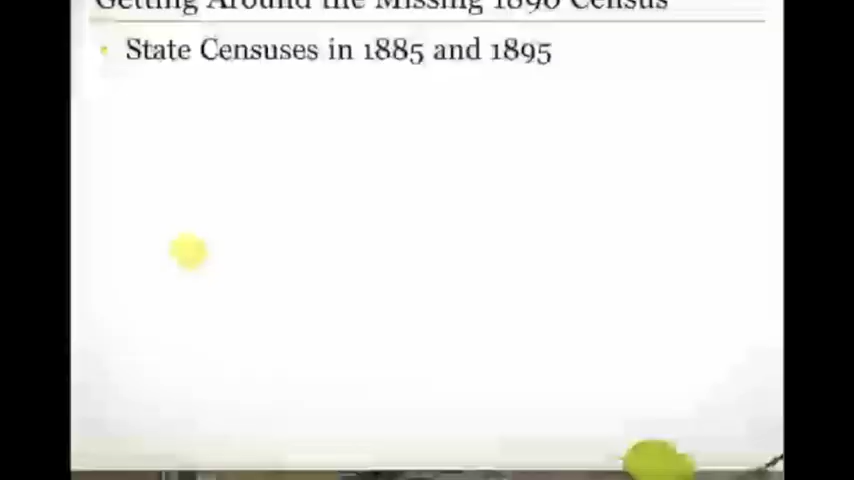 Getting Around the Missing 1890 Census
State Censuses in 1885 and 1895